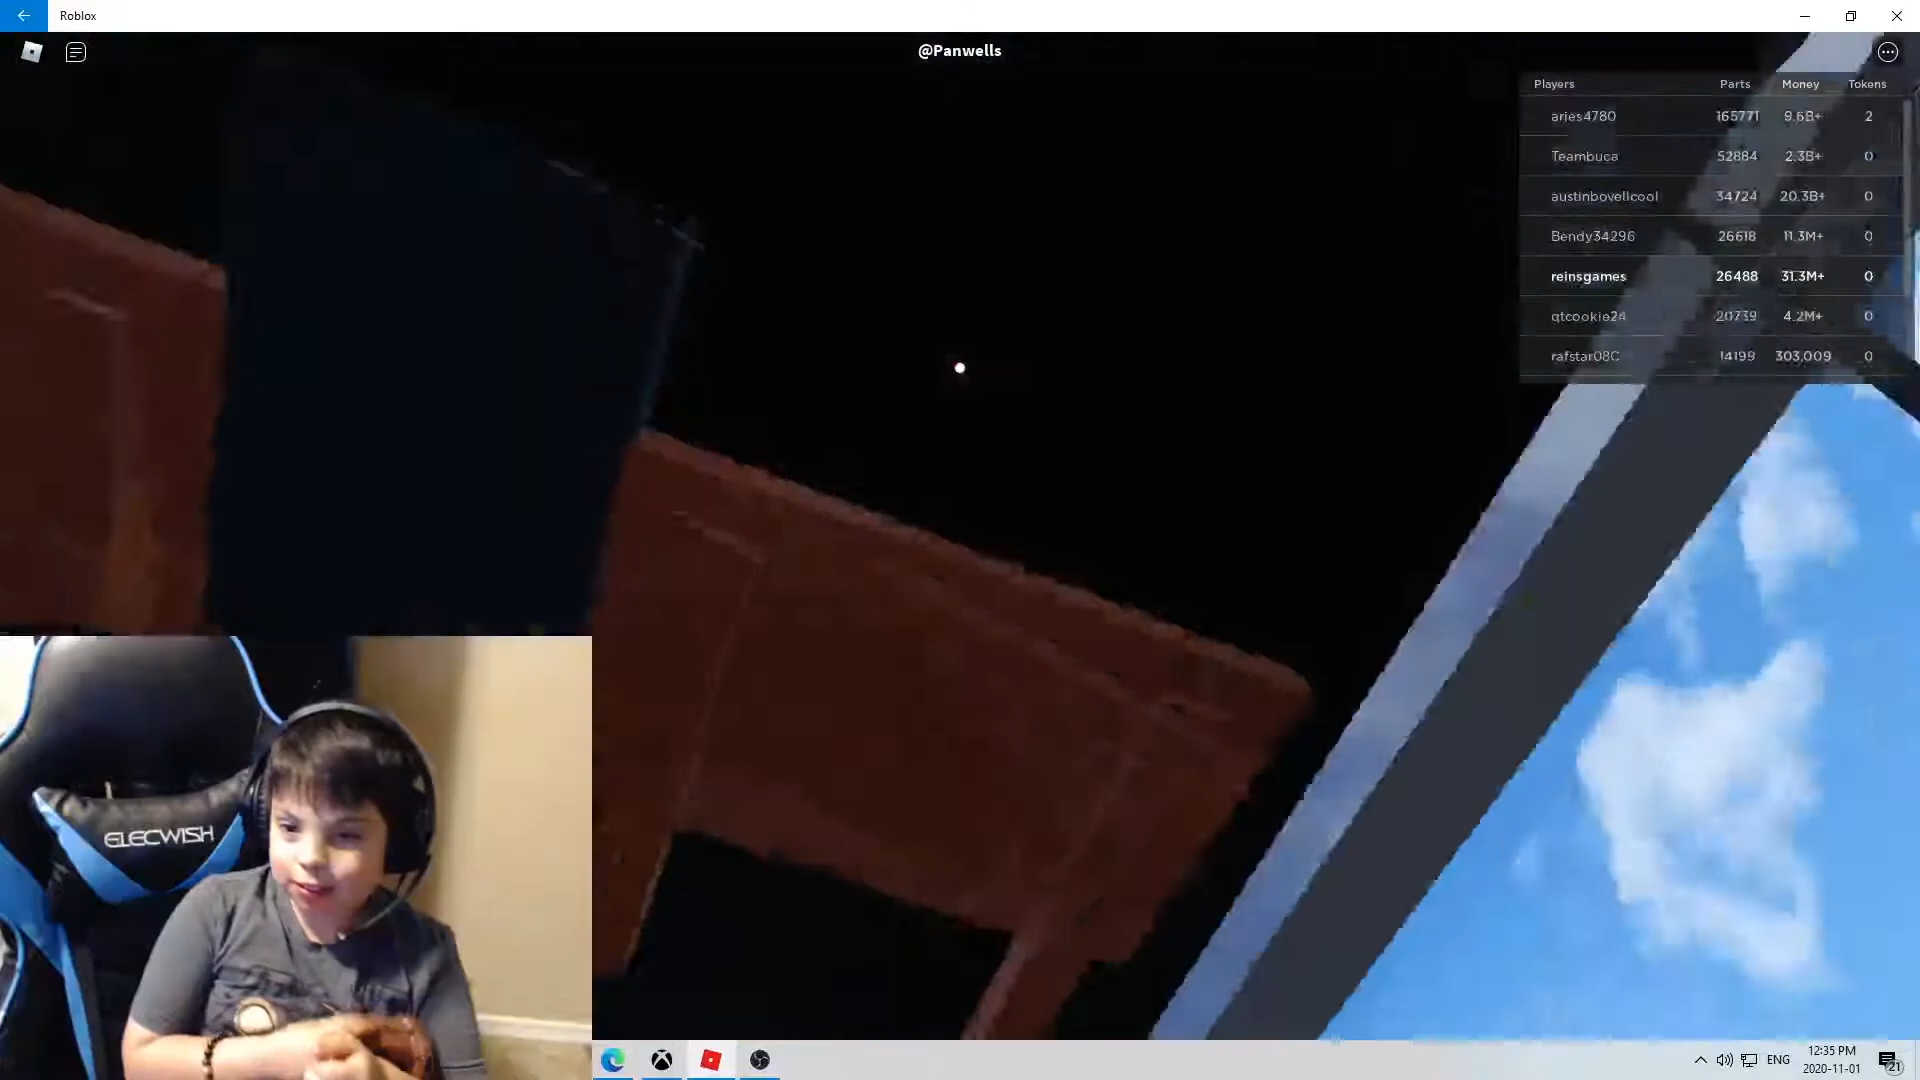 Roblox
@Panwells
Players Parts Money Tokens
aries4780 165771 9.6B+ 2
Teambuca 52884 2.3B+ 0
austinbovellcool 34724 20.3B+ 0
Bendy34296 26618 11.3M+ 0
reinsgames 26488 31.3M+ 0
qtcookie24 20739 4.2M+ 0
rafstar08C 14199 303,009 0
ELECWISH
ENG
12:35 PM
2020-11-01
21